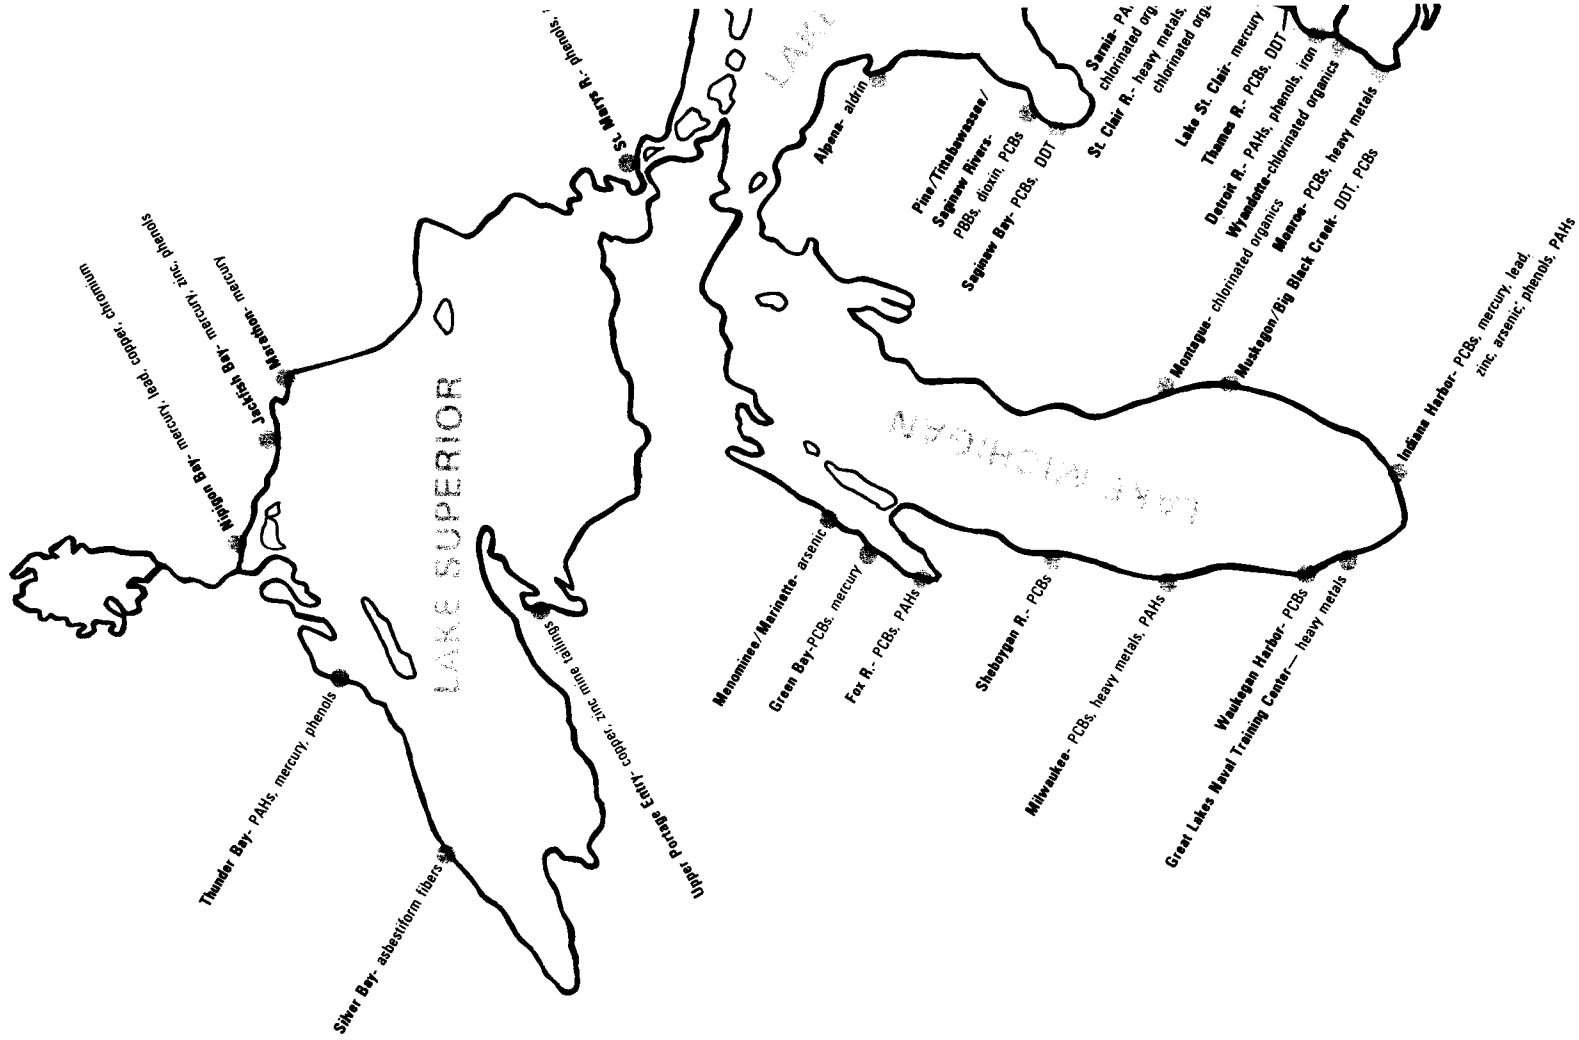 Nipigon Bay- mercury, lead, copper, chromium
Jackfish Bay- mercury, zinc, phenols
Marathon- mercury
St. Marys R.- phenols,
LAKE
LAKE SUPERIOR
Thunder Bay- PAHs, mercury, phenols
Silver Bay- asbestiform fibers
Upper Portage Entry- copper, zinc mine tailings
Alpena- aldrin
Pine/Tittabawassee/
Saginaw Rivers-
PBBs, dioxin, PCBs
Saginaw Bay- PCBs, DDT
Sarnia-
chlorinated
St. Clair R.- heavy metals,
chlorinated
Lake St. Clair- mercury
Thames R.- PCBs, DDT
Detroit R.- PAHs, phenols, iron
Wyandotte-chlorinated organics
Monroe- PCBs, heavy metals
Montague- chlorinated organics
Muskegon/Big Black Creek- DDT, PCBs
Indiana Harbor- PCBs, mercury, lead,
zinc, arsenic, phenols, PAHs
LAKE MICHIGAN
Menominee/Marinette- arsenic
Green Bay-PCBs, mercury
Fox R.- PCBs, PAHs
Sheboygan R.- PCBs
Milwaukee- PCBs, heavy metals, PAHs
Waukegan Harbor- PCBs
Great Lakes Naval Training Center— heavy metals